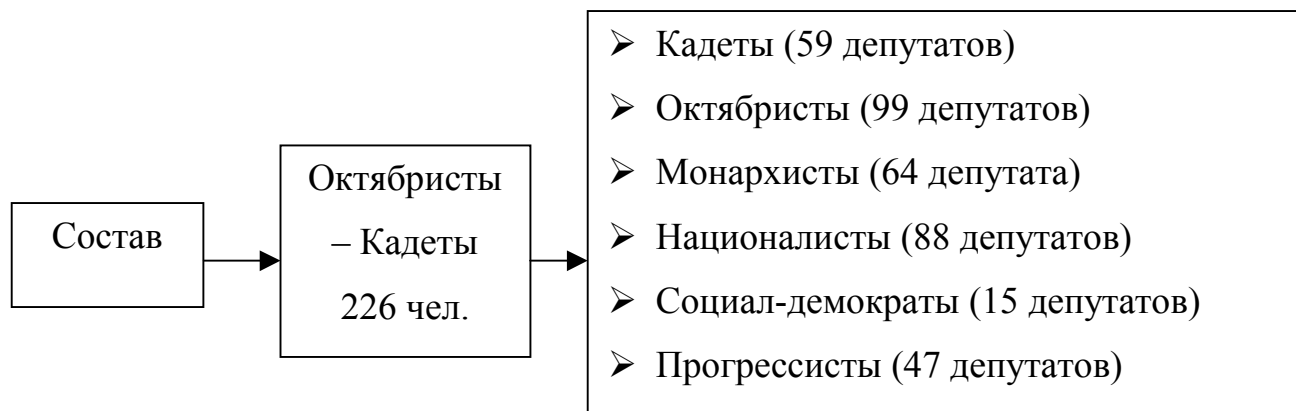 Состав
Октябристы
– Кадеты
226 чел.
➢ Кадеты (59 депутатов)
➢ Октябристы (99 депутатов)
➢ Монархисты (64 депутата)
➢ Националисты (88 депутатов)
➢ Социал-демократы (15 депутатов)
➢ Прогрессисты (47 депутатов)